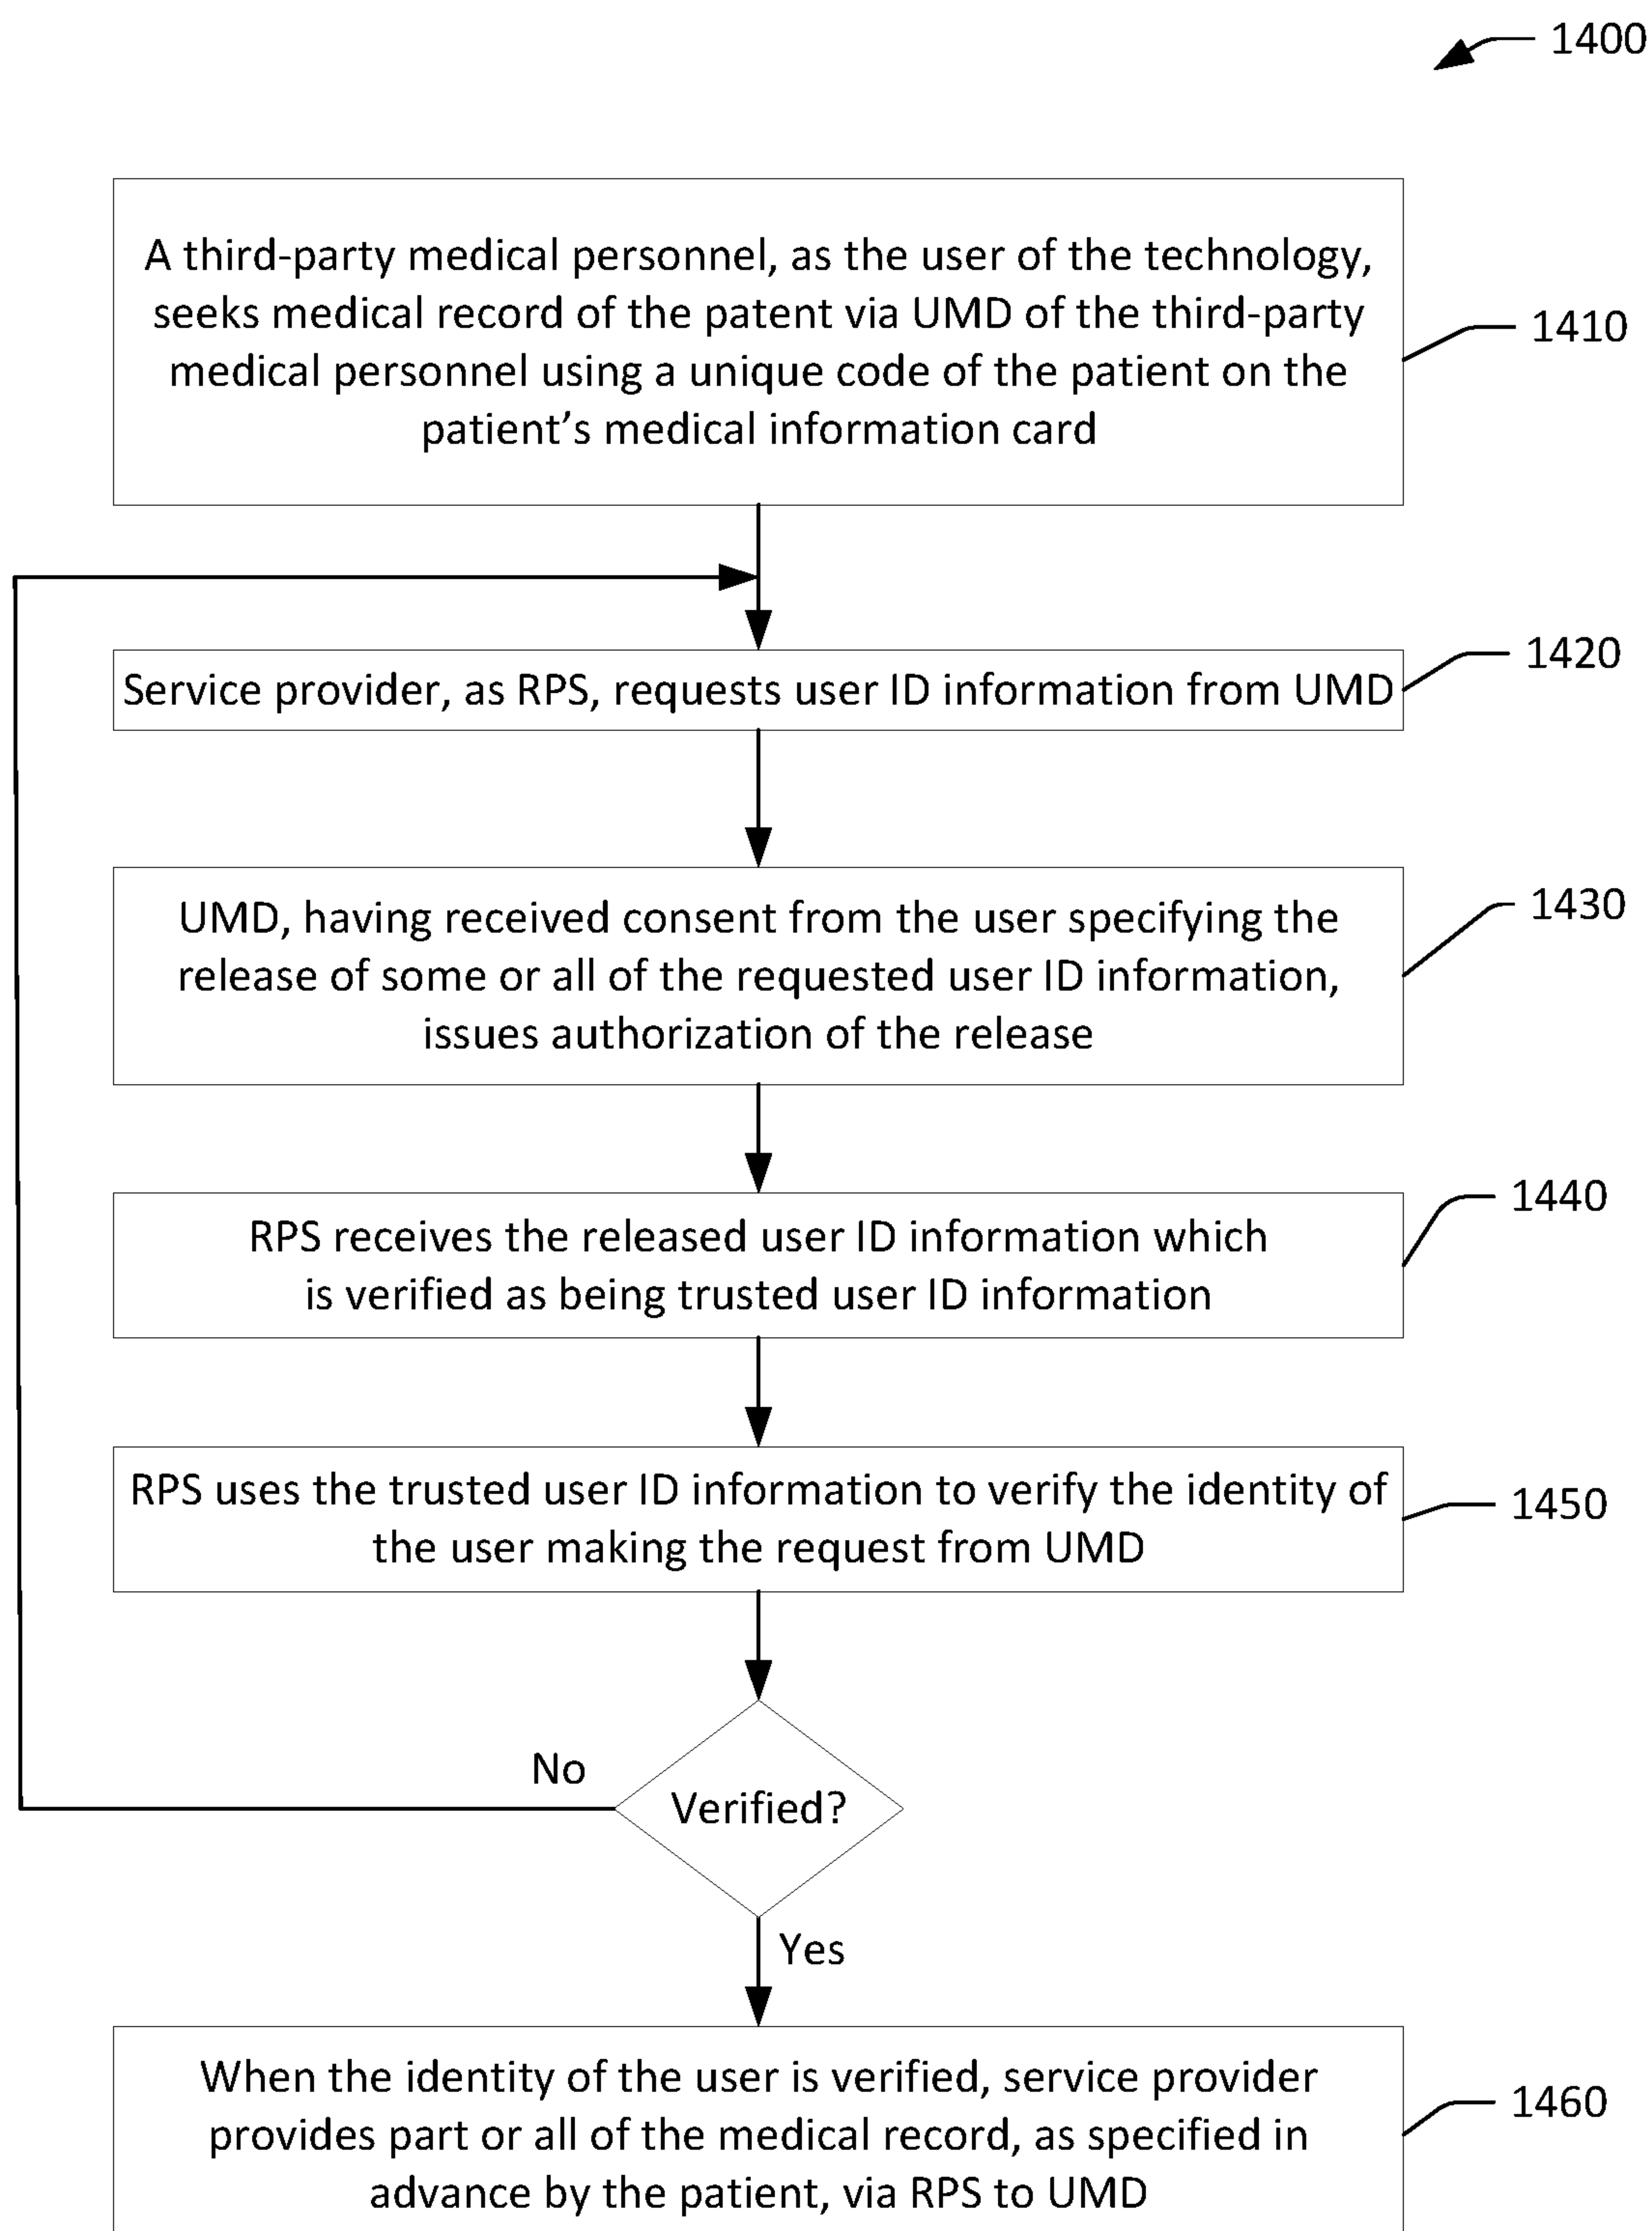 1400
A third-party medical personnel, as the user of the technology,
seeks medical record of the patent via UMD of the third-party
medical personnel using a unique code of the patient on the
patient’s medical information card
1410
Service provider, as RPS, requests user ID information from UMD
1420
UMD, having received consent from the user specifying the
release of some or all of the requested user ID information,
issues authorization of the release
1430
RPS receives the released user ID information which
is verified as being trusted user ID information
1440
RPS uses the trusted user ID information to verify the identity of
the user making the request from UMD
1450
Verified?
No
Yes
When the identity of the user is verified, service provider
provides part or all of the medical record, as specified in
advance by the patient, via RPS to UMD
1460